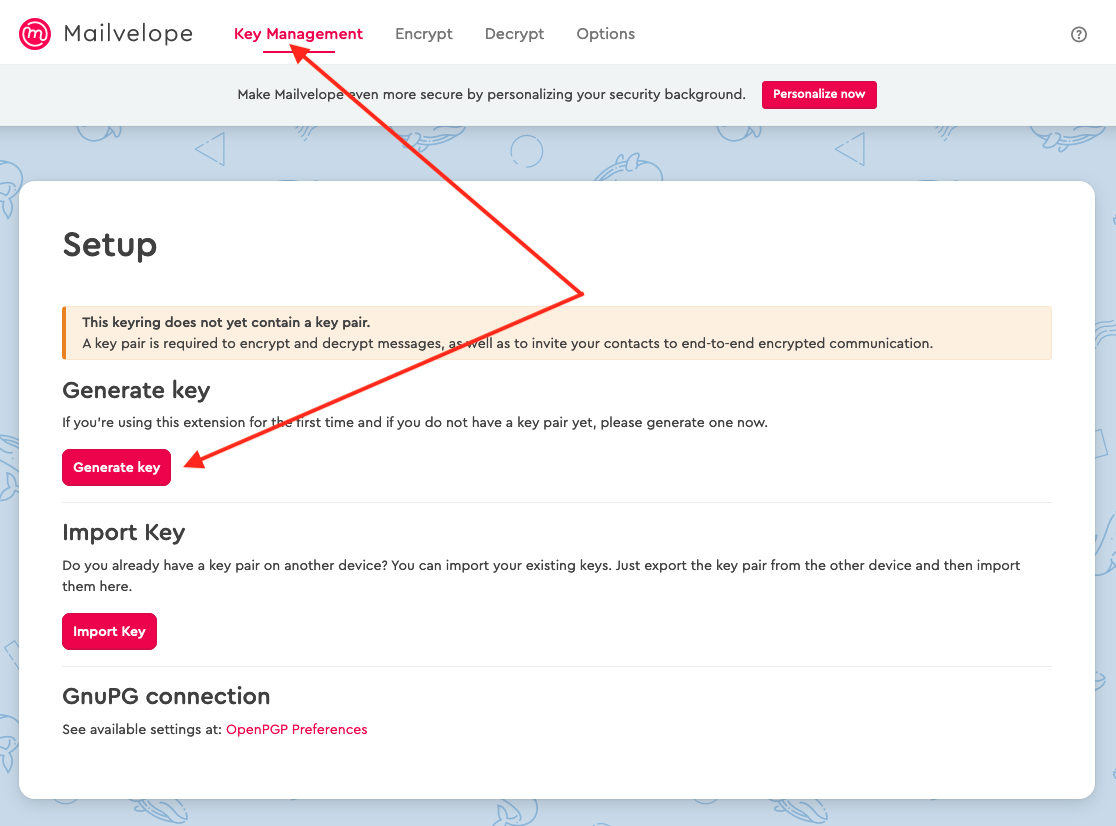 Mailvelope
Key Management
Encrypt
Decrypt
Options
Make Mailvelope even more secure by personalizing your security background.
Personalize now
Setup
This keyring does not yet contain a key pair.
A key pair is required to encrypt and decrypt messages, as well as to invite your contacts to end-to-end encrypted communication.
Generate key
If you're using this extension for the first time and if you do not have a key pair yet, please generate one now.
Generate key
Import Key
Do you already have a key pair on another device? You can import your existing keys. Just export the key pair from the other device and then import
them here.
Import Key
GnuPG connection
See available settings at: OpenPGP Preferences